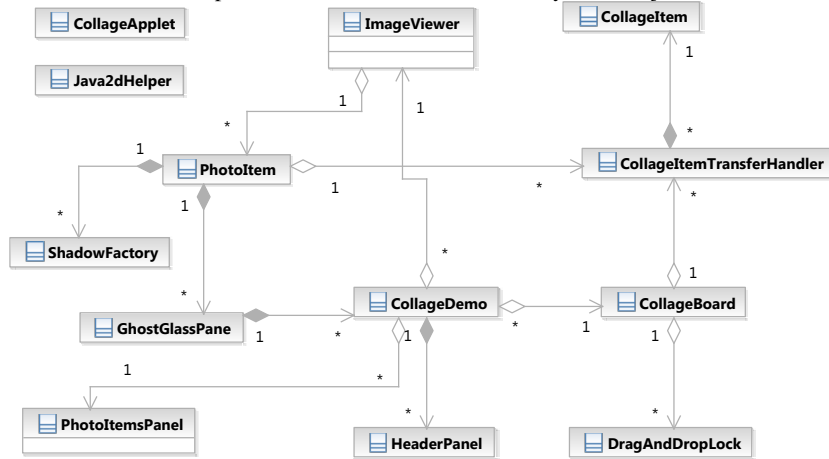 CollageApplet
ImageViewer
CollageItem
Java2dHelper
1
1
1
*
*
1
PhotoItem
1
*
CollageItemTransferHandler
1
*
*
ShadowFactory
*
*
1
CollageDemo
CollageBoard
GhostGlassPane
1
*
1
*
1
1
1
*
*
*
PhotoItemsPanel
HeaderPanel
DragAndDropLock